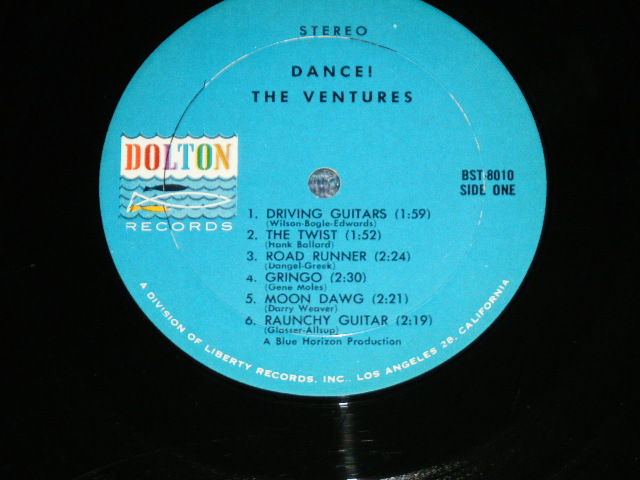 STEREO
DANCE!
THE VENTURES
DOLTON
RECORDS
BST-8010
SIDE ONE
1. DRIVING GUITARS (1:59)
(Wilson-Bogle-Edwards)
2. THE TWIST (1:52)
(Hank Ballard)
3. ROAD RUNNER (2:24)
(Dangel-Greek)
4. GRINGO (2:30)
(Gene Moles)
5. MOON DAWG (2:21)
(Darry Weaver)
6. RAUNCHY GUITAR (2:19)
(Glasser-Allsup)
A Blue Horizon Production
A DIVISION OF LIBERTY RECORDS, INC., LOS ANGELES 28, CALIFORNIA